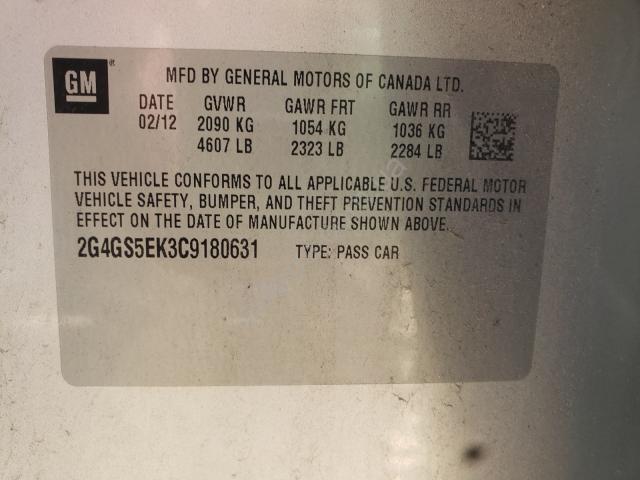 GM ®
MFD BY GENERAL MOTORS OF CANADA LTD.
DATE GVWR GAWR FRT GAWR RR
02/12 2090 KG 1054 KG 1036 KG
4607 LB 2323 LB 2284 LB
THIS VEHICLE CONFORMS TO ALL APPLICABLE U.S. FEDERAL MOTOR
VEHICLE SAFETY, BUMPER, AND THEFT PREVENTION STANDARDS IN
EFFECT ON THE DATE OF MANUFACTURE SHOWN ABOVE.
2G4GS5EK3C9180631 TYPE: PASS CAR